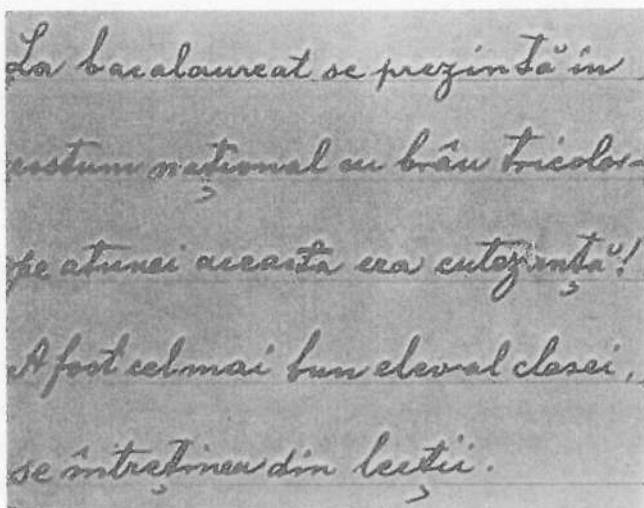 La bacalaureat se prezintă în
costum național cu brâu tricolor-
pe atunci aceasta era cutezanță!
A fost cel mai bun elev al clasei,
se întreținea din lecții.